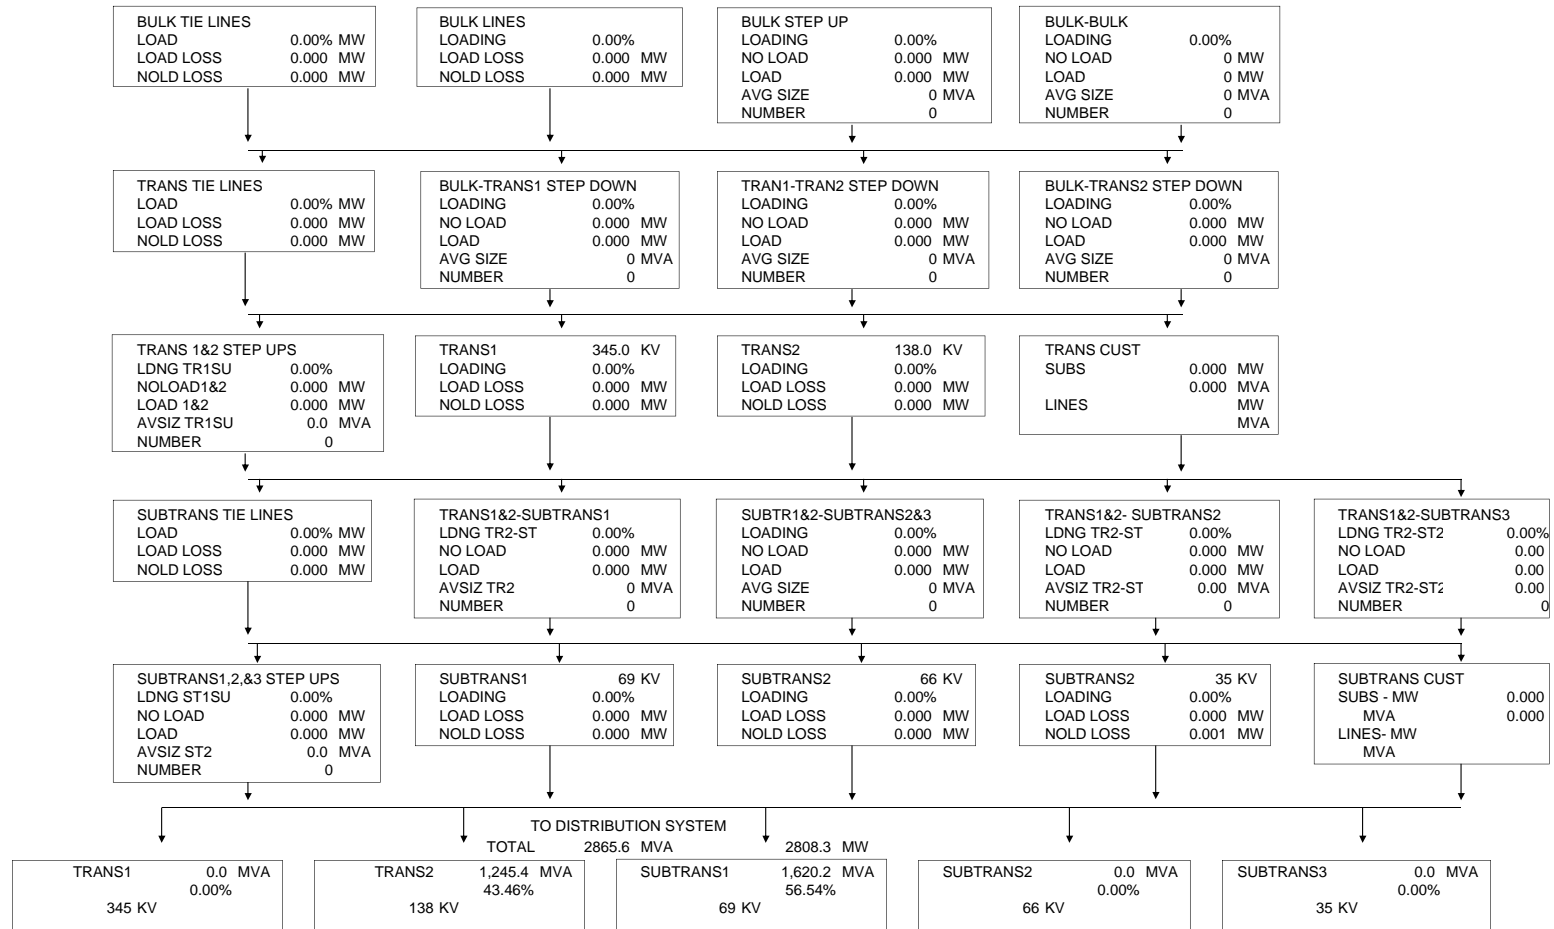 BULK TIE LINES
LOAD 0.00% MW
LOAD LOSS 0.000 MW
NOLD LOSS 0.000 MW
BULK LINES
LOADING 0.00%
LOAD LOSS 0.000 MW
NOLD LOSS 0.000 MW
BULK STEP UP
LOADING 0.00%
NO LOAD 0.000 MW
LOAD 0.000 MW
AVG SIZE 0 MVA
NUMBER 0
BULK-BULK
LOADING 0.00%
NO LOAD 0 MW
LOAD 0 MW
AVG SIZE 0 MVA
NUMBER 0
TRANS TIE LINES
LOAD 0.00% MW
LOAD LOSS 0.000 MW
NOLD LOSS 0.000 MW
BULK-TRANS1 STEP DOWN
LOADING 0.00%
NO LOAD 0.000 MW
LOAD 0.000 MW
AVG SIZE 0 MVA
NUMBER 0
TRAN1-TRAN2 STEP DOWN
LOADING 0.00%
NO LOAD 0.000 MW
LOAD 0.000 MW
AVG SIZE 0 MVA
NUMBER 0
BULK-TRANS2 STEP DOWN
LOADING 0.00%
NO LOAD 0.000 MW
LOAD 0.000 MW
AVG SIZE 0 MVA
NUMBER 0
TRANS 1&2 STEP UPS
LDNG TR1SU 0.00%
NOLOAD1&2 0.000 MW
LOAD 1&2 0.000 MW
AVSIZ TR1SU 0.0 MVA
NUMBER 0
TRANS1 345.0 KV
LOADING 0.00%
LOAD LOSS 0.000 MW
NOLD LOSS 0.000 MW
TRANS2 138.0 KV
LOADING 0.00%
LOAD LOSS 0.000 MW
NOLD LOSS 0.000 MW
TRANS CUST
SUBS 0.000 MW
0.000 MVA
LINES MW
MVA
SUBTRANS TIE LINES
LOAD 0.00% MW
LOAD LOSS 0.000 MW
NOLD LOSS 0.000 MW
TRANS1&2-SUBTRANS1
LDNG TR2-ST 0.00%
NO LOAD 0.000 MW
LOAD 0.000 MW
AVSIZ TR2 0 MVA
NUMBER 0
SUBTR1&2-SUBTRANS2&3
LOADING 0.00%
NO LOAD 0.000 MW
LOAD 0.000 MW
AVG SIZE 0 MVA
NUMBER 0
TRANS1&2- SUBTRANS2
LDNG TR2-ST 0.00%
NO LOAD 0.000 MW
LOAD 0.000 MW
AVSIZ TR2-ST 0.00 MVA
NUMBER 0
TRANS1&2-SUBTRANS3
LDNG TR2-ST2 0.00%
NO LOAD 0.00
LOAD 0.00
AVSIZ TR2-ST2 0.00
NUMBER 0
SUBTRANS1,2,&3 STEP UPS
LDNG ST1SU 0.00%
NO LOAD 0.000 MW
LOAD 0.000 MW
AVSIZ ST2 0.0 MVA
NUMBER 0
SUBTRANS1 69 KV
LOADING 0.00%
LOAD LOSS 0.000 MW
NOLD LOSS 0.000 MW
SUBTRANS2 66 KV
LOADING 0.00%
LOAD LOSS 0.000 MW
NOLD LOSS 0.000 MW
SUBTRANS2 35 KV
LOADING 0.00%
LOAD LOSS 0.000 MW
NOLD LOSS 0.001 MW
SUBTRANS CUST
SUBS - MW 0.000
MVA 0.000
LINES- MW
MVA
TO DISTRIBUTION SYSTEM
TOTAL 2865.6 MVA 2808.3 MW
TRANS1 0.0 MVA
0.00%
345 KV
TRANS2 1,245.4 MVA
43.46%
138 KV
SUBTRANS1 1,620.2 MVA
56.54%
69 KV
SUBTRANS2 0.0 MVA
0.00%
66 KV
SUBTRANS3 0.0 MVA
0.00%
35 KV